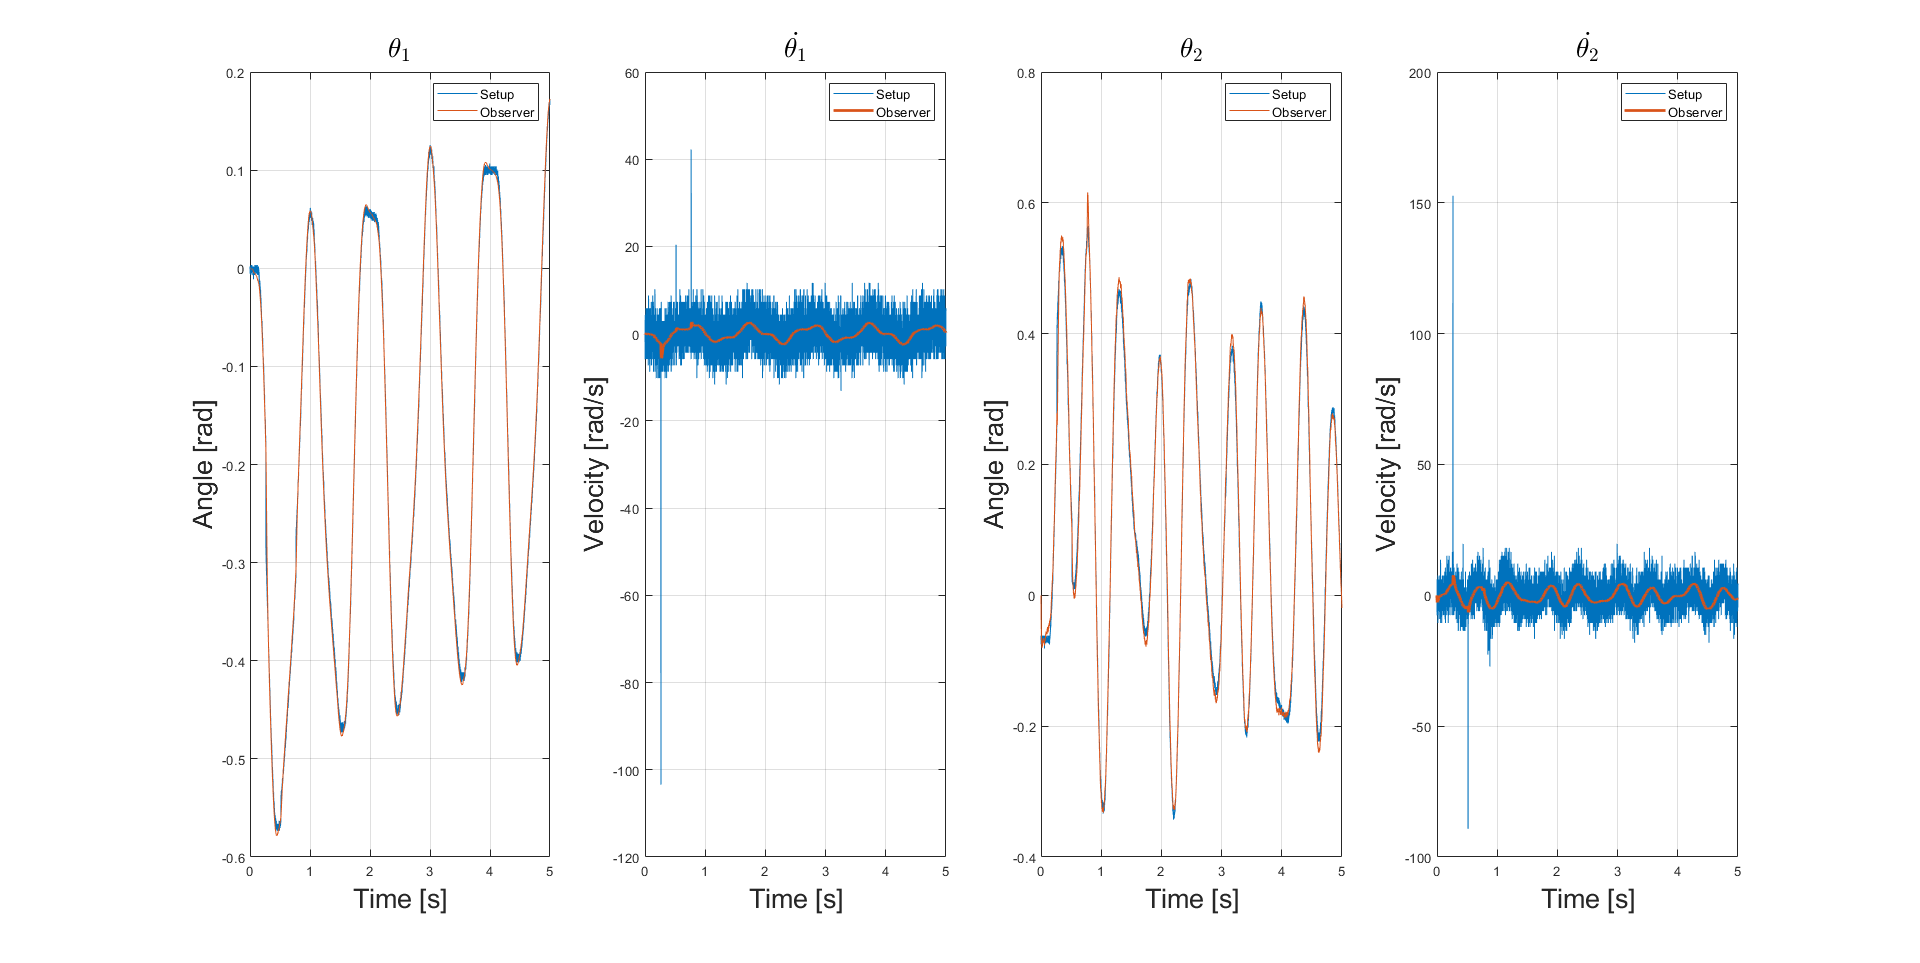 θ₁
Setup
Observer
0.2
0.1
0
-0.1
-0.2
-0.3
-0.4
-0.5
-0.6
Angle [rad]
0 1 2 3 4 5
Time [s]
θ̇₁
Setup
Observer
60
40
20
0
-20
-40
-60
-80
-100
-120
Velocity [rad/s]
0 1 2 3 4 5
Time [s]
θ₂
Setup
Observer
0.8
0.6
0.4
0.2
0
-0.2
-0.4
Angle [rad]
0 1 2 3 4 5
Time [s]
θ̇₂
Setup
Observer
200
150
100
50
0
-50
-100
Velocity [rad/s]
0 1 2 3 4 5
Time [s]